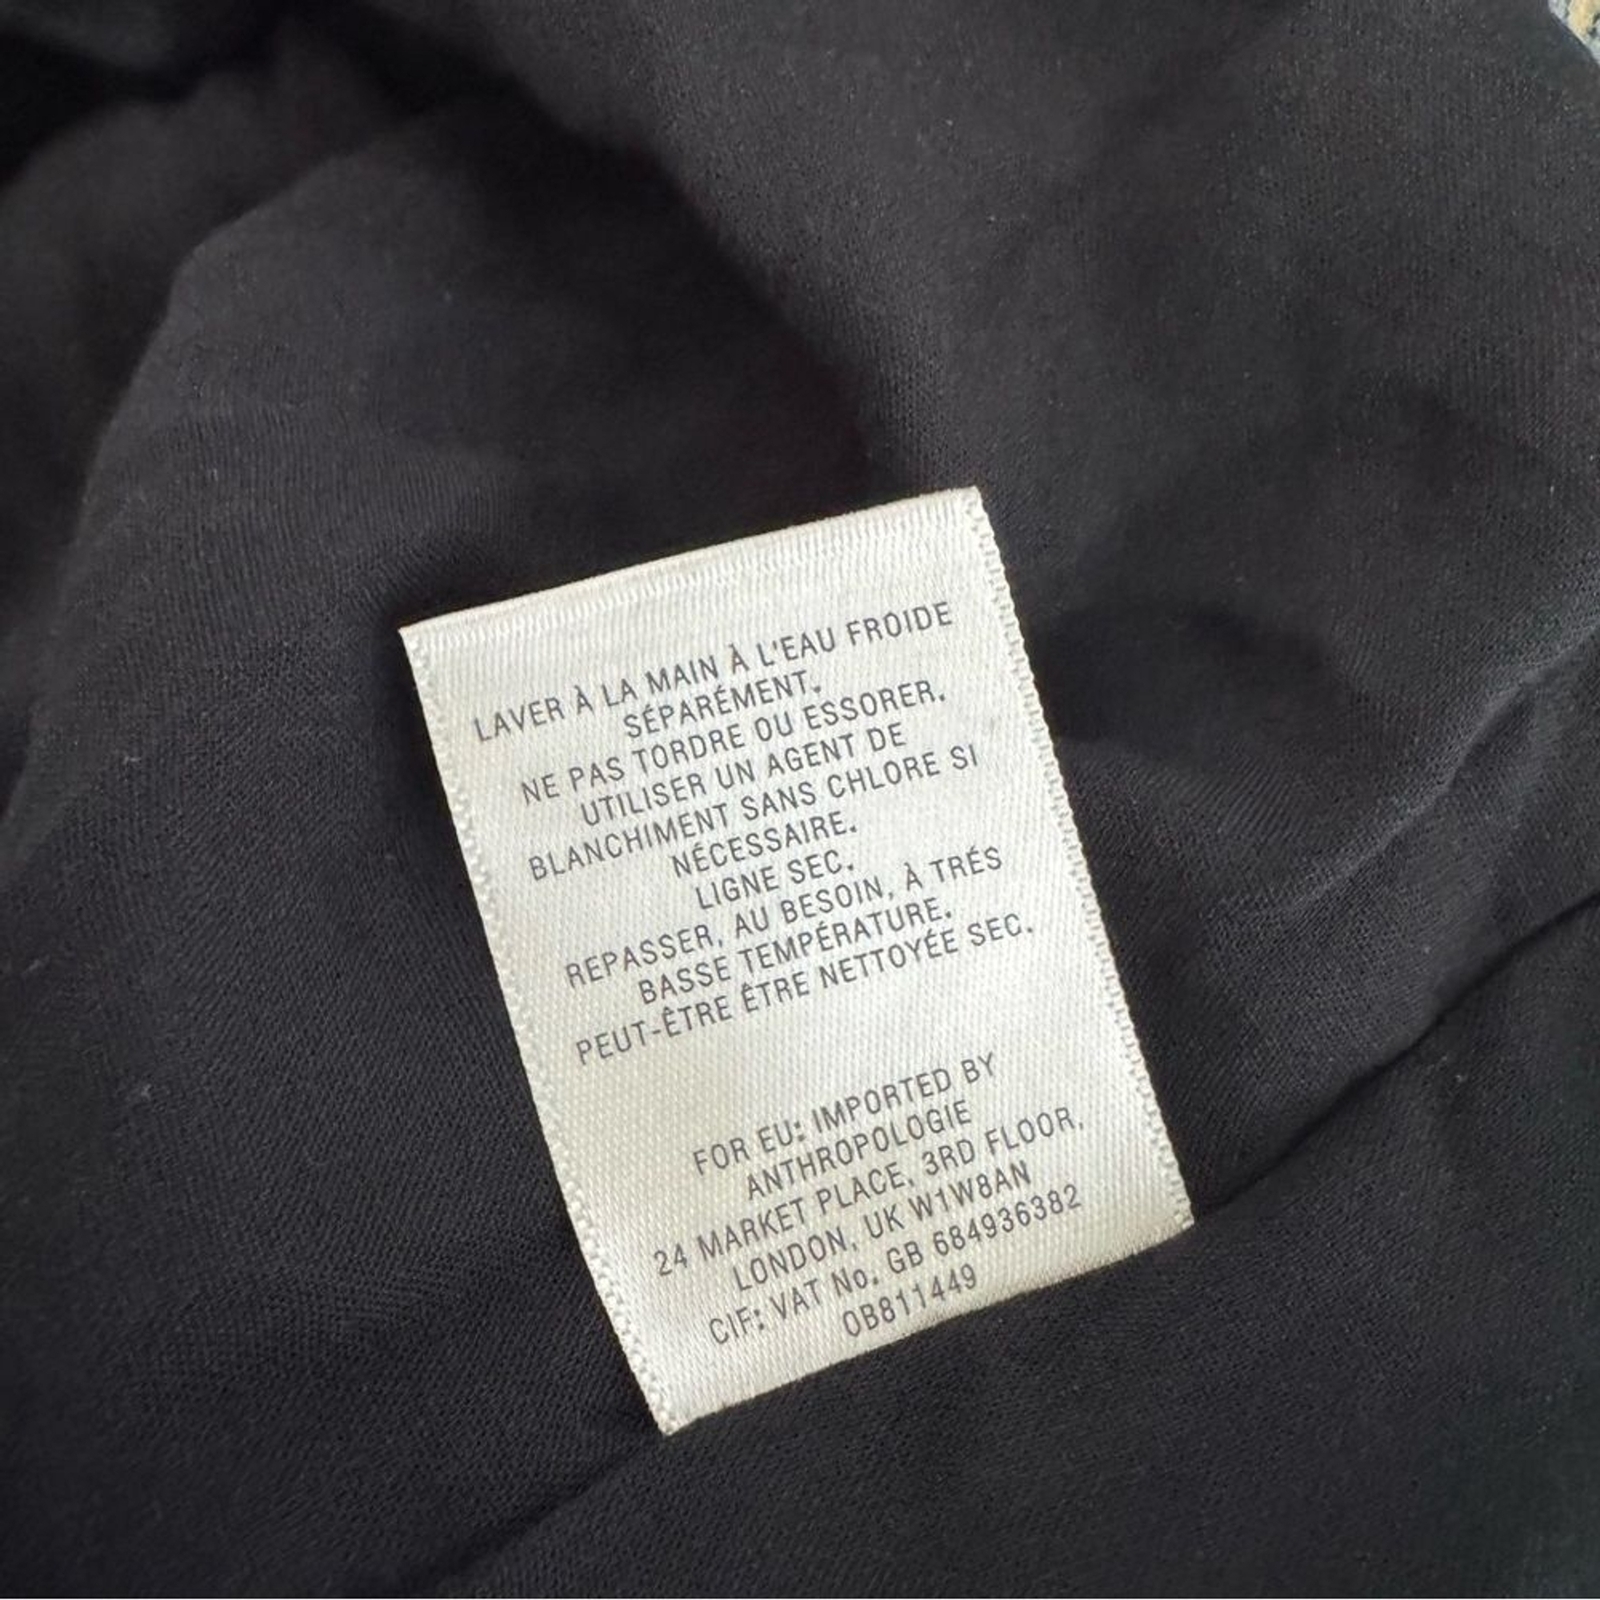 LAVER À LA MAIN À L'EAU FROIDE
SÉPARÉMENT.
NE PAS TORDRE OU ESSORER.
UTILISER UN AGENT DE
BLANCHIMENT SANS CHLORE SI
NÉCESSAIRE.
LIGNE SEC.
REPASSER, AU BESOIN, À TRÉS
BASSE TEMPÉRATURE.
PEUT-ÊTRE ÊTRE NETTOYÉE SEC.
FOR EU: IMPORTED BY
ANTHROPOLOGIE
24 MARKET PLACE, 3RD FLOOR,
LONDON, UK W1W8AN
CIF: VAT No. GB 684936382
0B811449